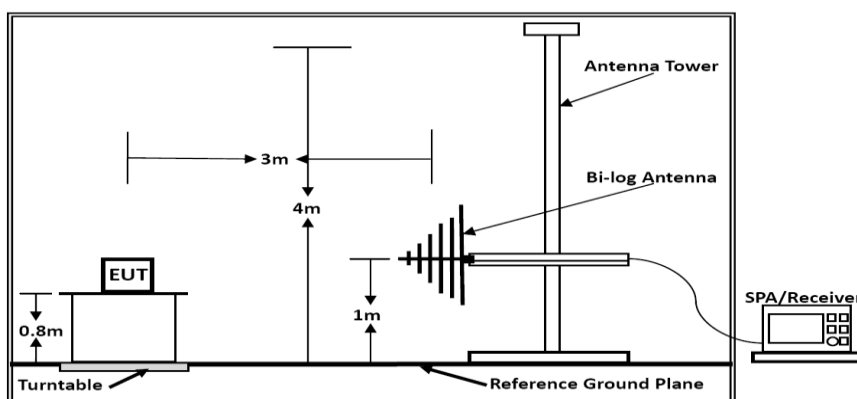 Antenna Tower
3m
Bi-log Antenna
4m
EUT
0.8m
1m
SPA/Receiver
Turntable
Reference Ground Plane